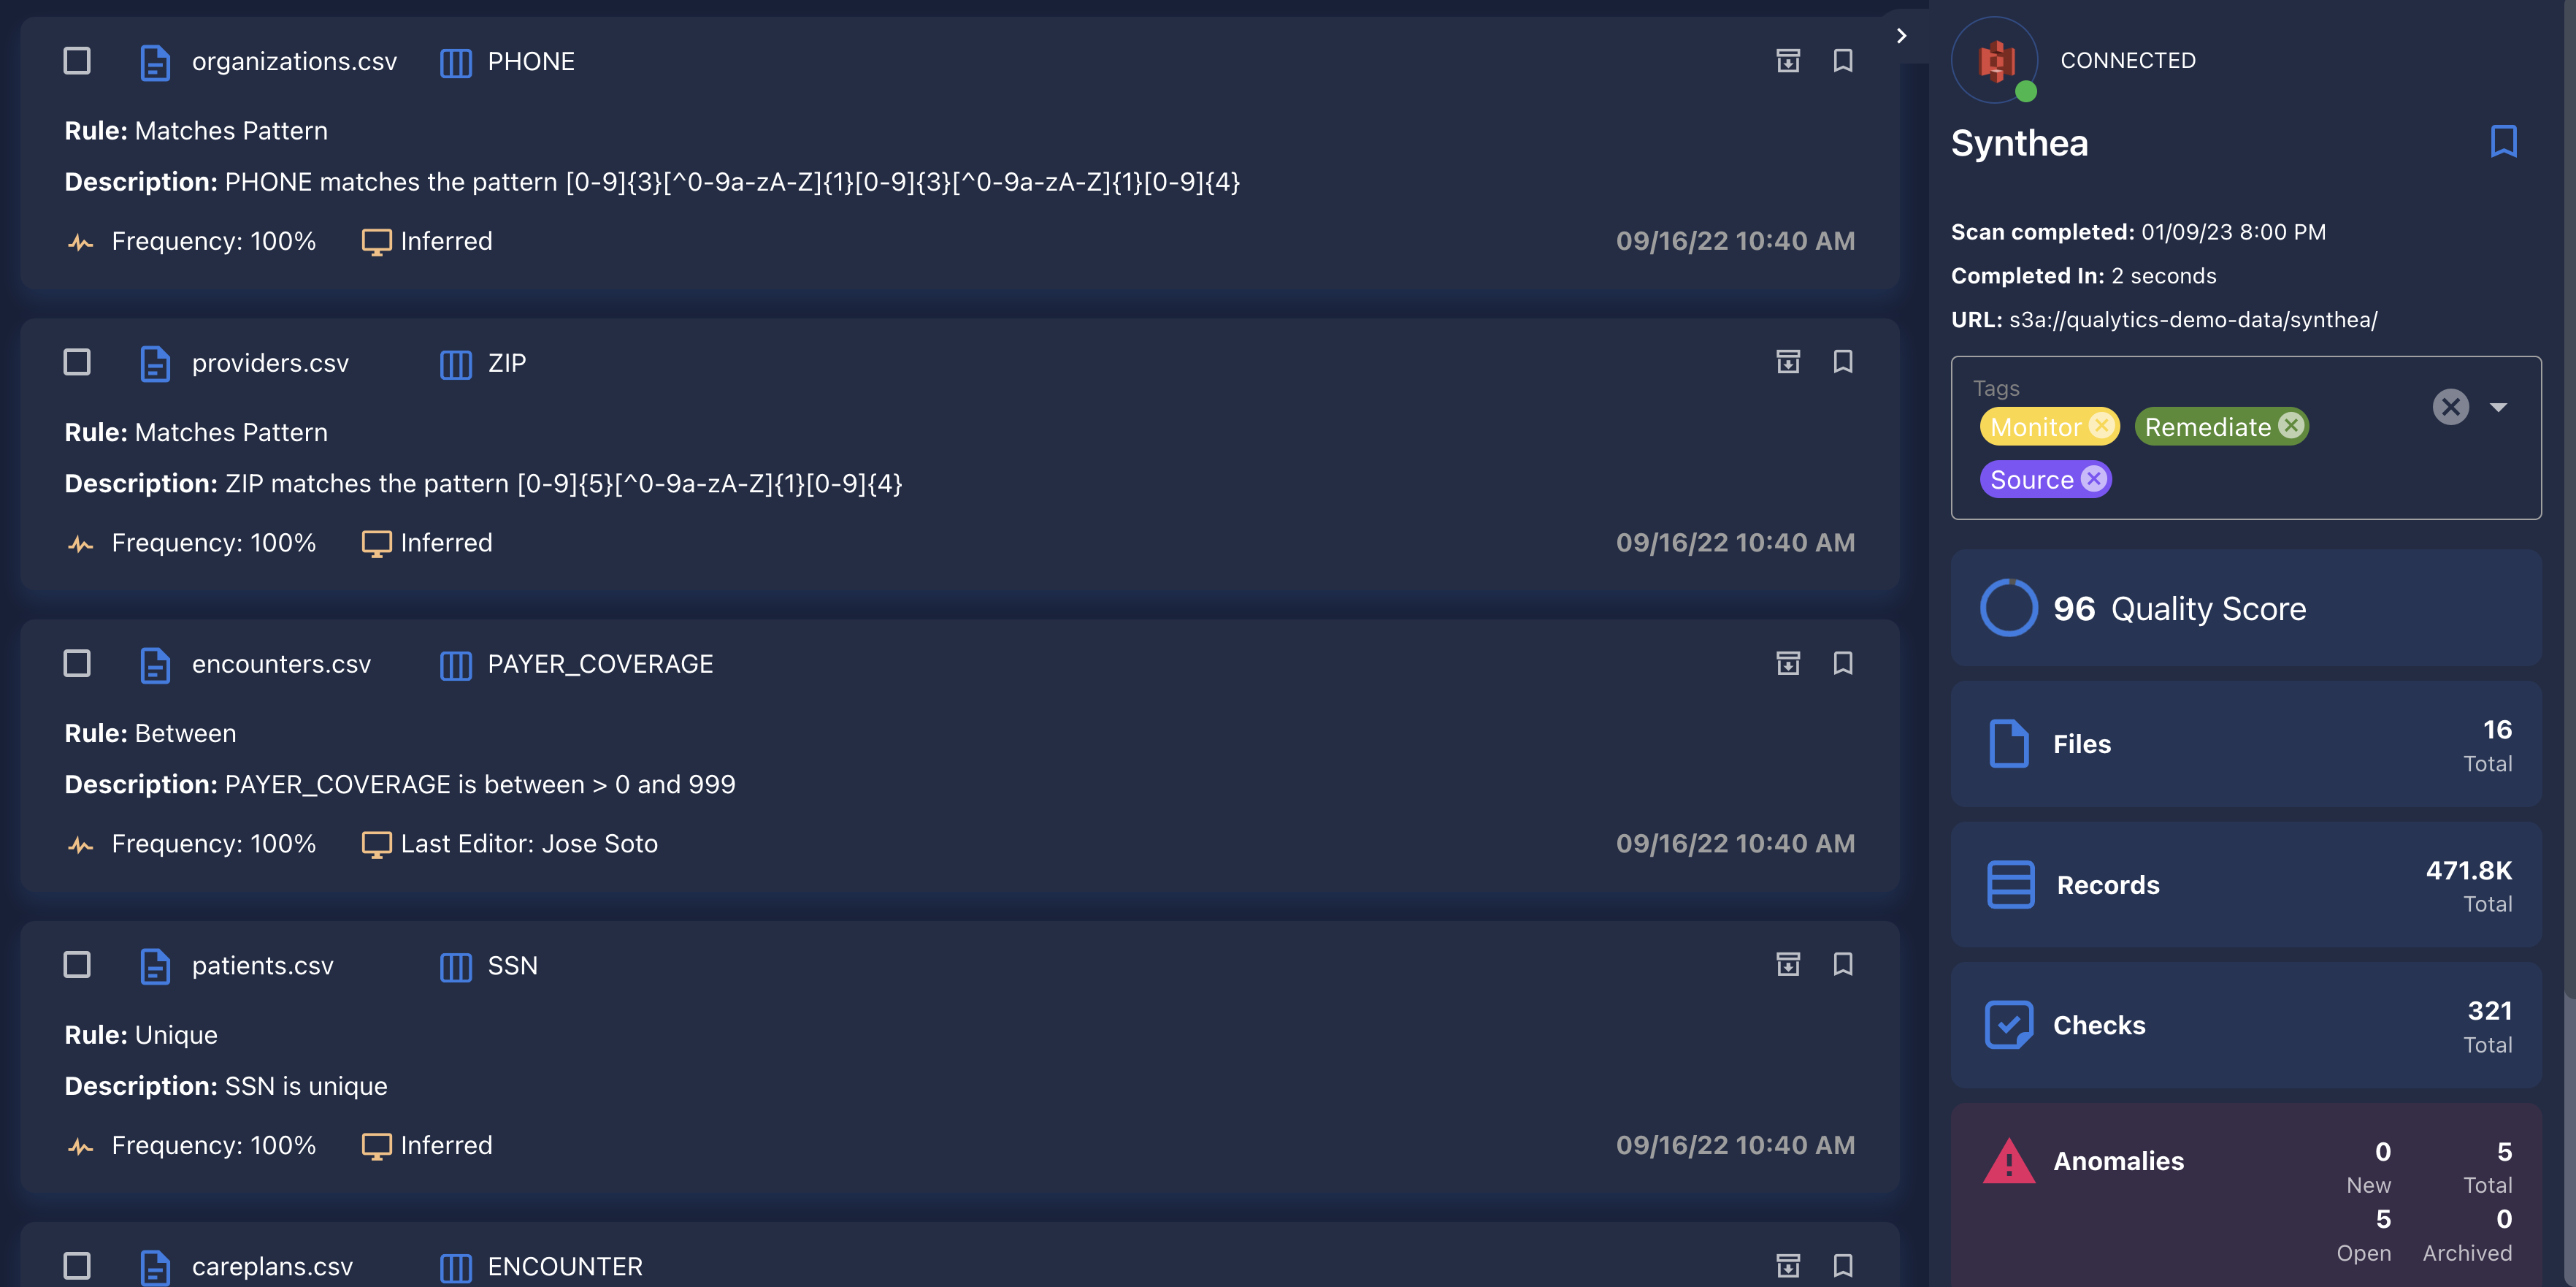 organizations.csv PHONE
Rule: Matches Pattern
Description: PHONE matches the pattern [0-9]{3}[^0-9a-zA-Z]{1}[0-9]{3}[^0-9a-zA-Z]{1}[0-9]{4}
Frequency: 100% Inferred 09/16/22 10:40 AM
providers.csv ZIP
Rule: Matches Pattern
Description: ZIP matches the pattern [0-9]{5}[^0-9a-zA-Z]{1}[0-9]{4}
Frequency: 100% Inferred 09/16/22 10:40 AM
encounters.csv PAYER_COVERAGE
Rule: Between
Description: PAYER_COVERAGE is between > 0 and 999
Frequency: 100% Last Editor: Jose Soto 09/16/22 10:40 AM
patients.csv SSN
Rule: Unique
Description: SSN is unique
Frequency: 100% Inferred 09/16/22 10:40 AM
careplans.csv ENCOUNTER
CONNECTED
Synthea
Scan completed: 01/09/23 8:00 PM
Completed In: 2 seconds
URL: s3a://qualytics-demo-data/synthea/
Tags
Monitor Remediate
Source
96 Quality Score
Files 16
Total
Records 471.8K
Total
Checks 321
Total
Anomalies 0 5
New Total
5 0
Open Archived